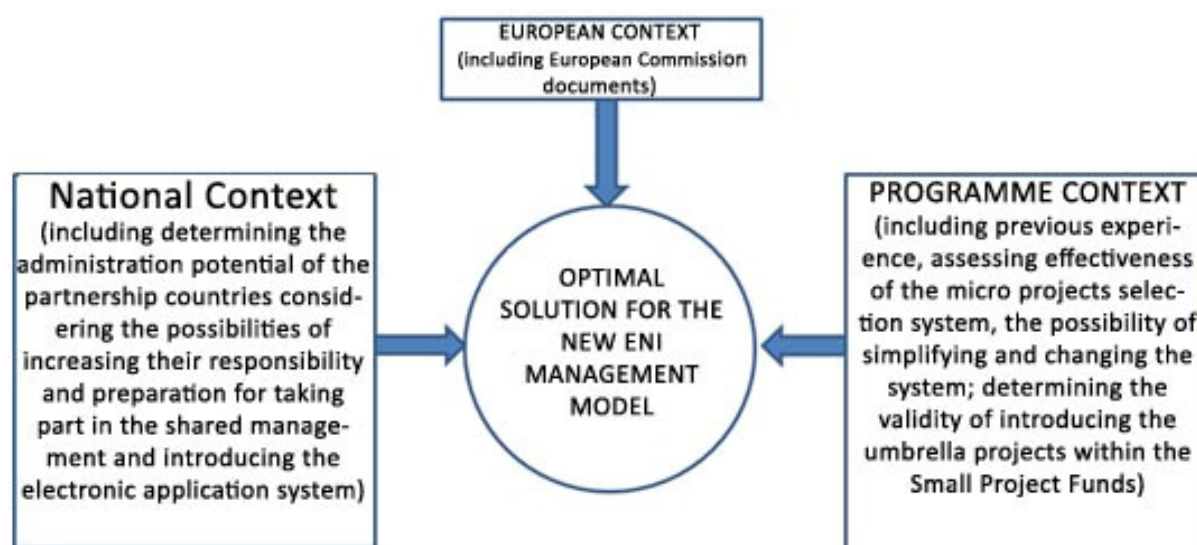 EUROPEAN CONTEXT
(including European Commission
documents)
National Context
(including determining the
administration potential of the
partnership countries consid-
ering the possibilities of
increasing their responsibility
and preparation for taking
part in the shared manage-
ment and introducing the
electronic application system)
OPTIMAL
SOLUTION FOR THE
NEW ENI
MANAGEMENT
MODEL
PROGRAMME CONTEXT
(including previous experi-
ence, assessing effectiveness
of the micro projects selec-
tion system, the possibility of
simplifying and changing the
system; determining the
validity of introducing the
umbrella projects within the
Small Project Funds)